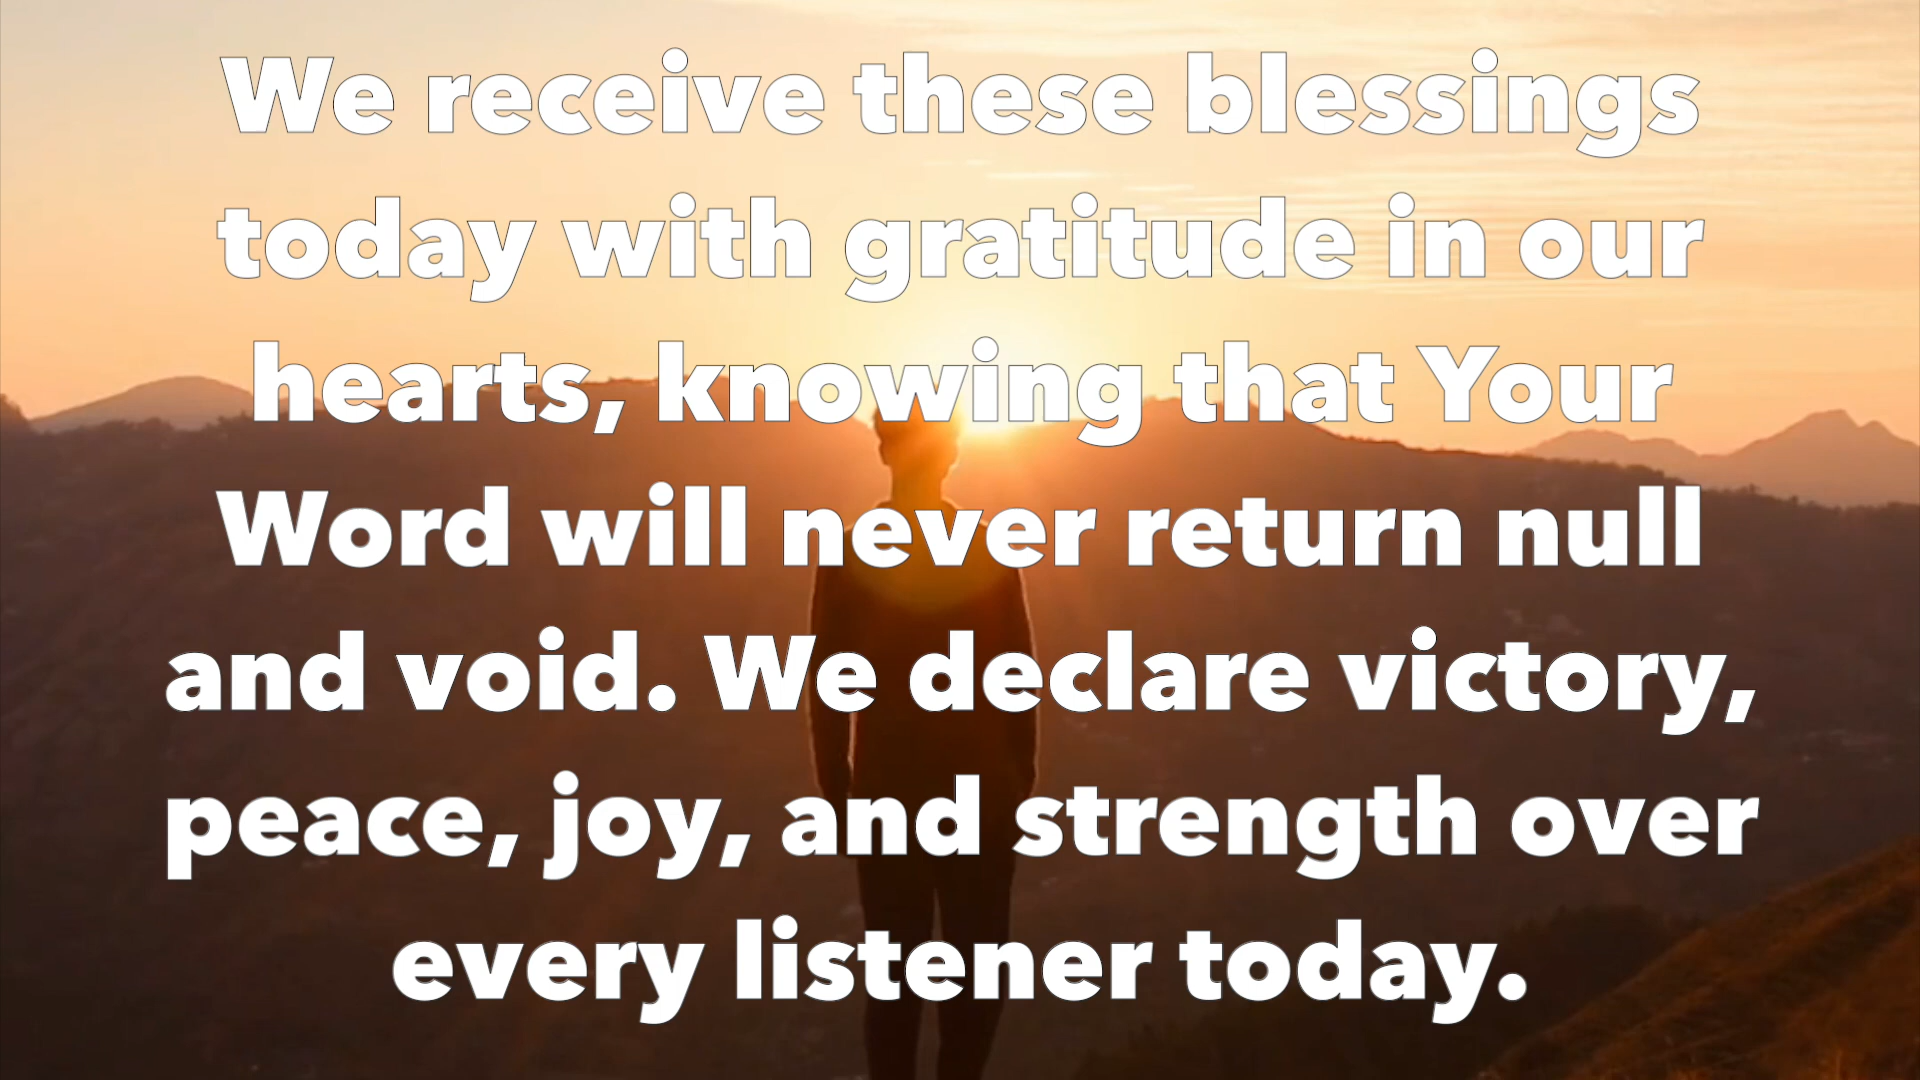 We receive these blessings
today with gratitude in our
hearts, knowing that Your
Word will never return null
and void. We declare victory,
peace, joy, and strength over
every listener today.